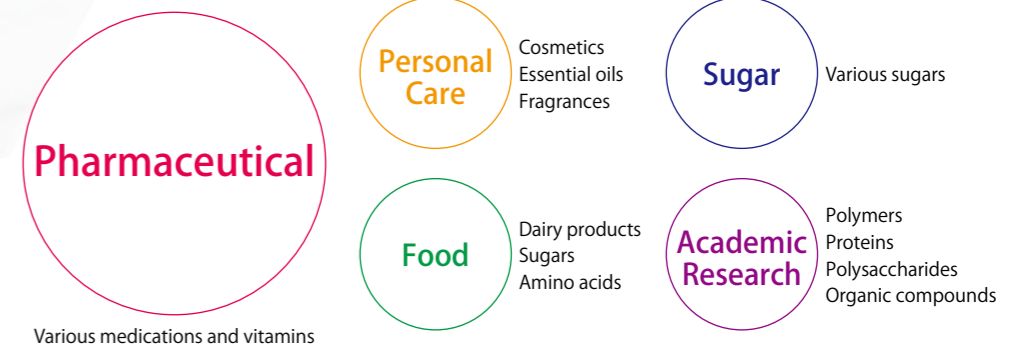 Pharmaceutical
Various medications and vitamins
Personal
Care
Cosmetics
Essential oils
Fragrances
Sugar
Various sugars
Food
Dairy products
Sugars
Amino acids
Academic
Research
Polymers
Proteins
Polysaccharides
Organic compounds